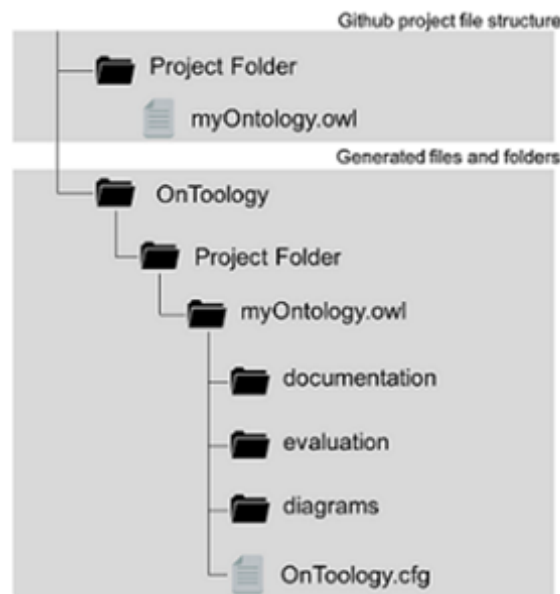 Github project file structure
Project Folder
myOntology.owl
Generated files and folders
OnToology
Project Folder
myOntology.owl
documentation
evaluation
diagrams
OnToology.cfg